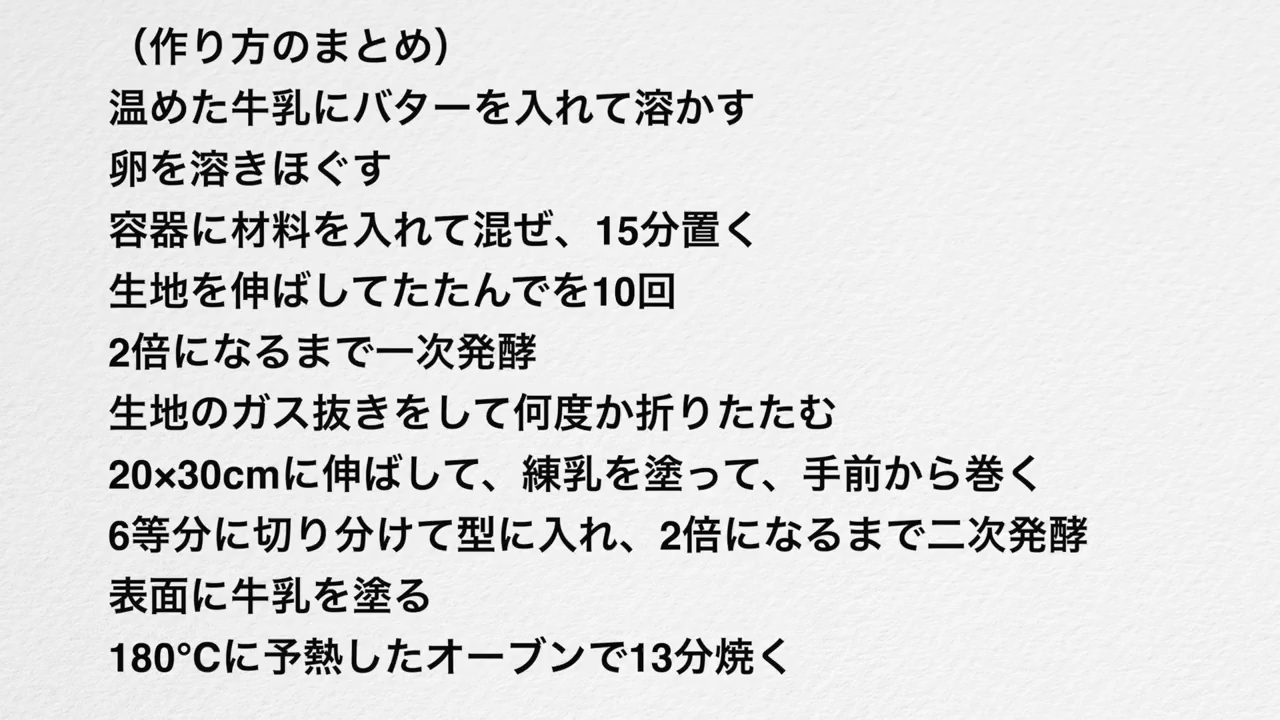 （作り方のまとめ）
温めた牛乳にバターを入れて溶かす
卵を溶きほぐす
容器に材料を入れて混ぜ、15分置く
生地を伸ばしてたたんでを10回
2倍になるまで一次発酵
生地のガス抜きをして何度か折りたたむ
20×30cmに伸ばして、練乳を塗って、手前から巻く
6等分に切り分けて型に入れ、2倍になるまで二次発酵
表面に牛乳を塗る
180°Cに予熱したオーブンで13分焼く